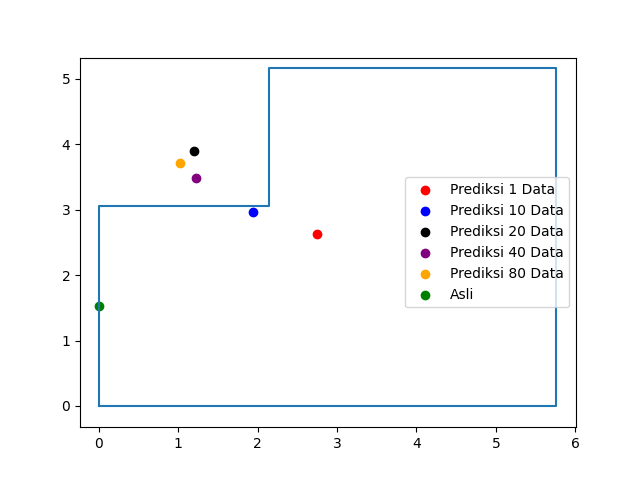 5
4
3
2
1
0
0 1 2 3 4 5 6
Prediksi 1 Data
Prediksi 10 Data
Prediksi 20 Data
Prediksi 40 Data
Prediksi 80 Data
Asli